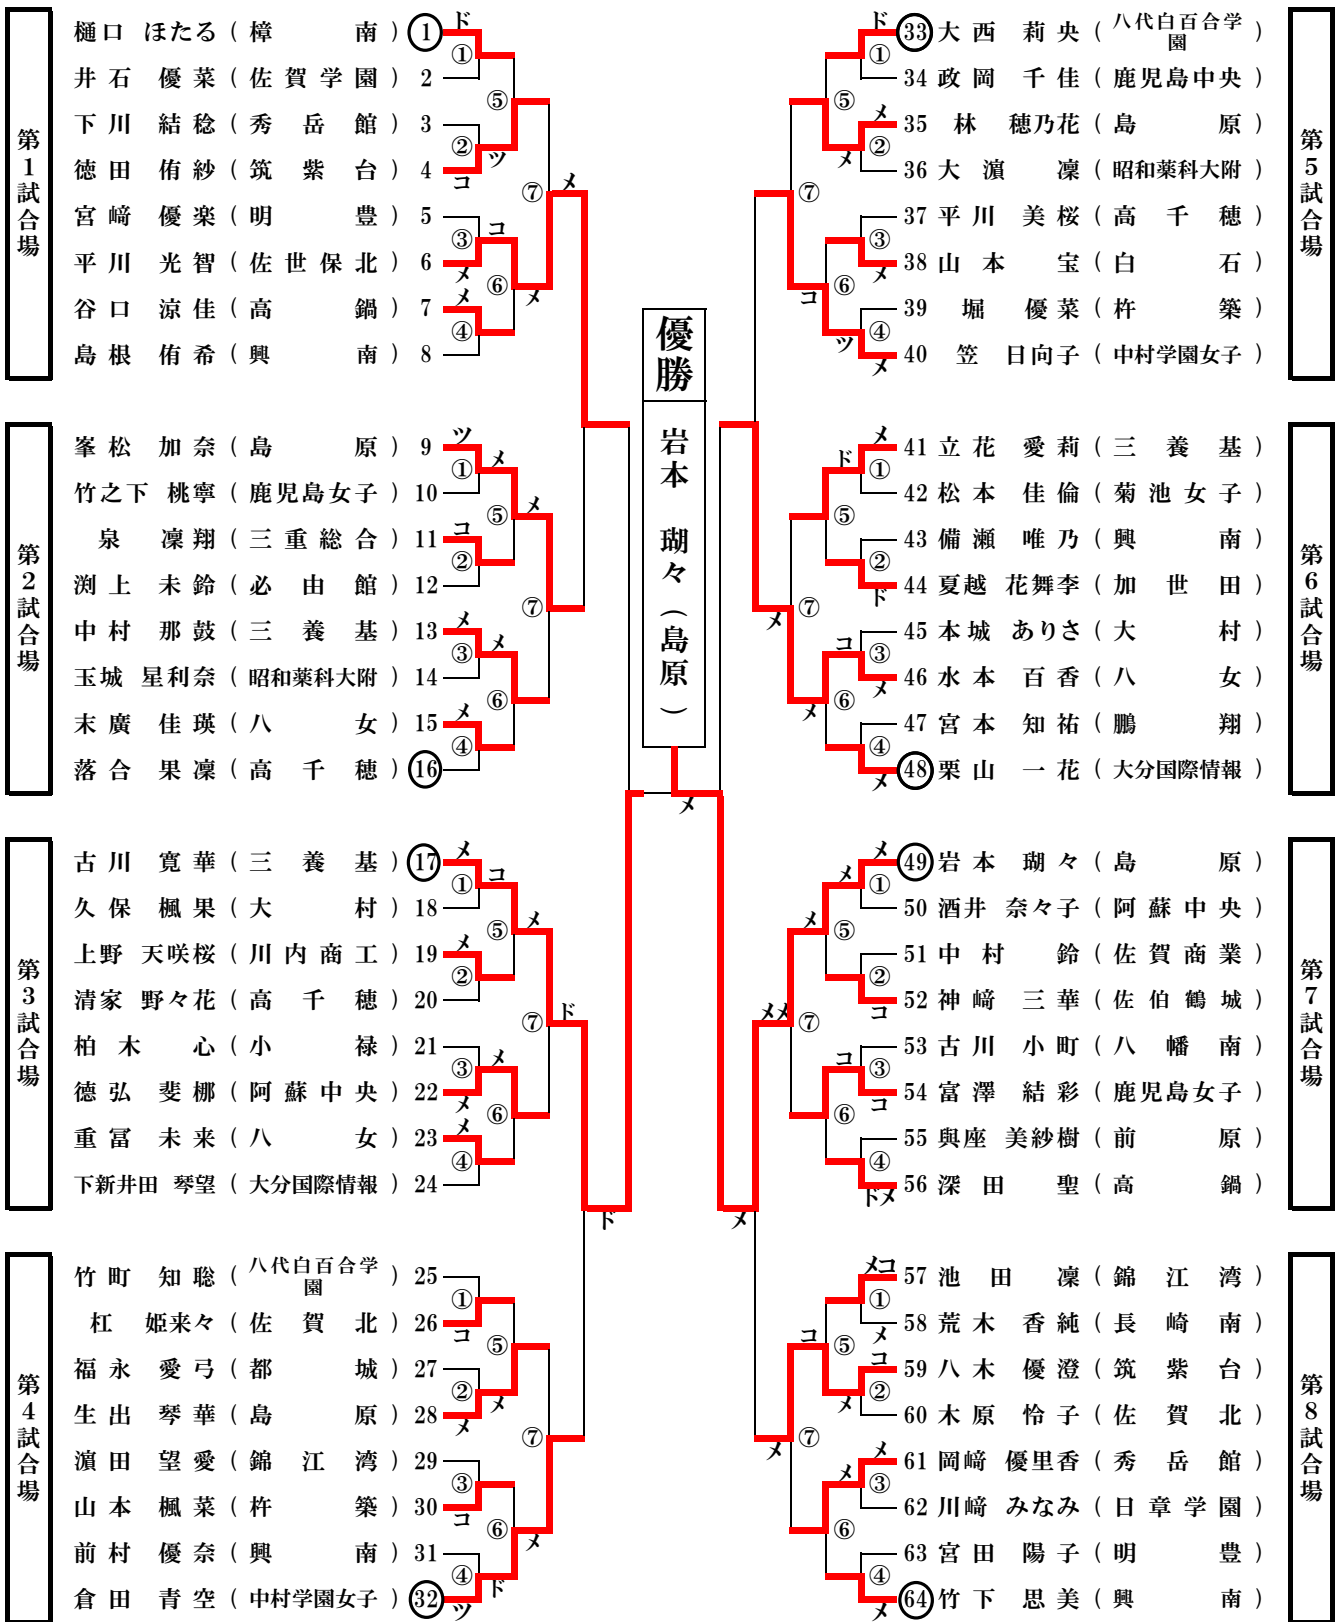 第1試合場
樋口 ほたる（樟南）1
井石 優菜（佐賀学園）2
下川 結稔（秀岳館）3
徳田 侑紗（筑紫台）4
宮﨑 優楽（明豊）5
平川 光智（佐世保北）6
谷口 涼佳（高鍋）7
島根 侑希（興南）8
第2試合場
峯松 加奈（島原）9
竹之下 桃寧（鹿児島女子）10
泉 凜翔（三重総合）11
渕上 未鈴（必由館）12
中村 那鼓（三養基）13
玉城 星利奈（昭和薬科大附）14
末廣 佳瑛（八女）15
落合 果凜（高千穂）16
第3試合場
古川 寛華（三養基）17
久保 楓果（大村）18
上野 天咲桜（川内商工）19
清家 野々花（高千穂）20
柏木 心（小禄）21
德弘 斐梛（阿蘇中央）22
重冨 未来（八女）23
下新井田 琴望（大分国際情報）24
第4試合場
竹町 知聡（八代白百合学園）25
杠 姫来々（佐賀北）26
福永 愛弓（都城）27
生出 琴華（島原）28
濵田 望愛（錦江湾）29
山本 楓菜（杵築）30
前村 優奈（興南）31
倉田 青空（中村学園女子）32
優勝
岩本 瑚々（島原）
第5試合場
33 大西 莉央（八代白百合学園）
34 政岡 千佳（鹿児島中央）
35 林 穂乃花（島原）
36 大濵 凜（昭和薬科大附）
37 平川 美桜（高千穂）
38 山本 宝（白石）
39 堀 優菜（杵築）
40 笠 日向子（中村学園女子）
第6試合場
41 立花 愛莉（三養基）
42 松本 佳倫（菊池女子）
43 備瀬 唯乃（興南）
44 夏越 花舞李（加世田）
45 本城 ありさ（大村）
46 水本 百香（八女）
47 宮本 知祐（鵬翔）
48 栗山 一花（大分国際情報）
第7試合場
49 岩本 瑚々（島原）
50 酒井 奈々子（阿蘇中央）
51 中村 鈴（佐賀商業）
52 神﨑 三華（佐伯鶴城）
53 古川 小町（八幡南）
54 富澤 結彩（鹿児島女子）
55 與座 美紗樹（前原）
56 深田 聖（高鍋）
第8試合場
57 池田 凜（錦江湾）
58 荒木 香純（長崎南）
59 八木 優澄（筑紫台）
60 木原 怜子（佐賀北）
61 岡﨑 優里香（秀岳館）
62 川﨑 みなみ（日章学園）
63 宮田 陽子（明豊）
64 竹下 思美（興南）